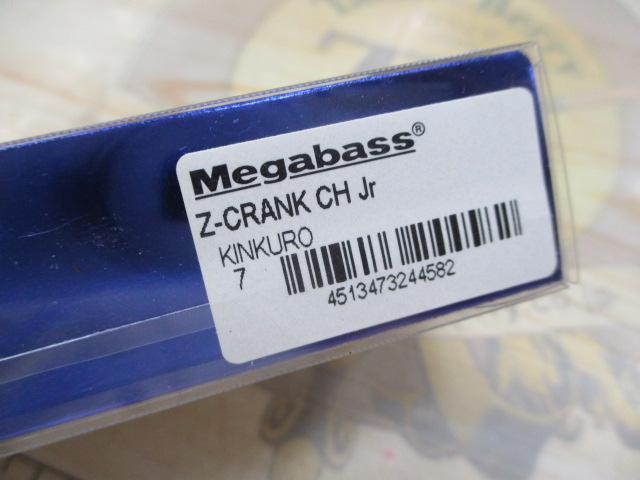 Megabass®
Z-CRANK CH Jr
KINKURO
7
4513473244582